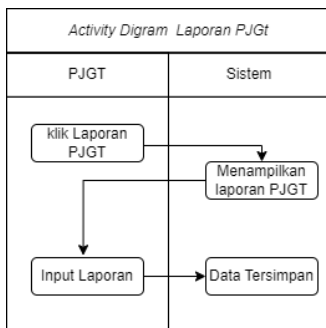 Activity Digram Laporan PJGt
PJGT
Sistem
klik Laporan
PJGT
Menampilkan
laporan PJGT
Input Laporan
Data Tersimpan